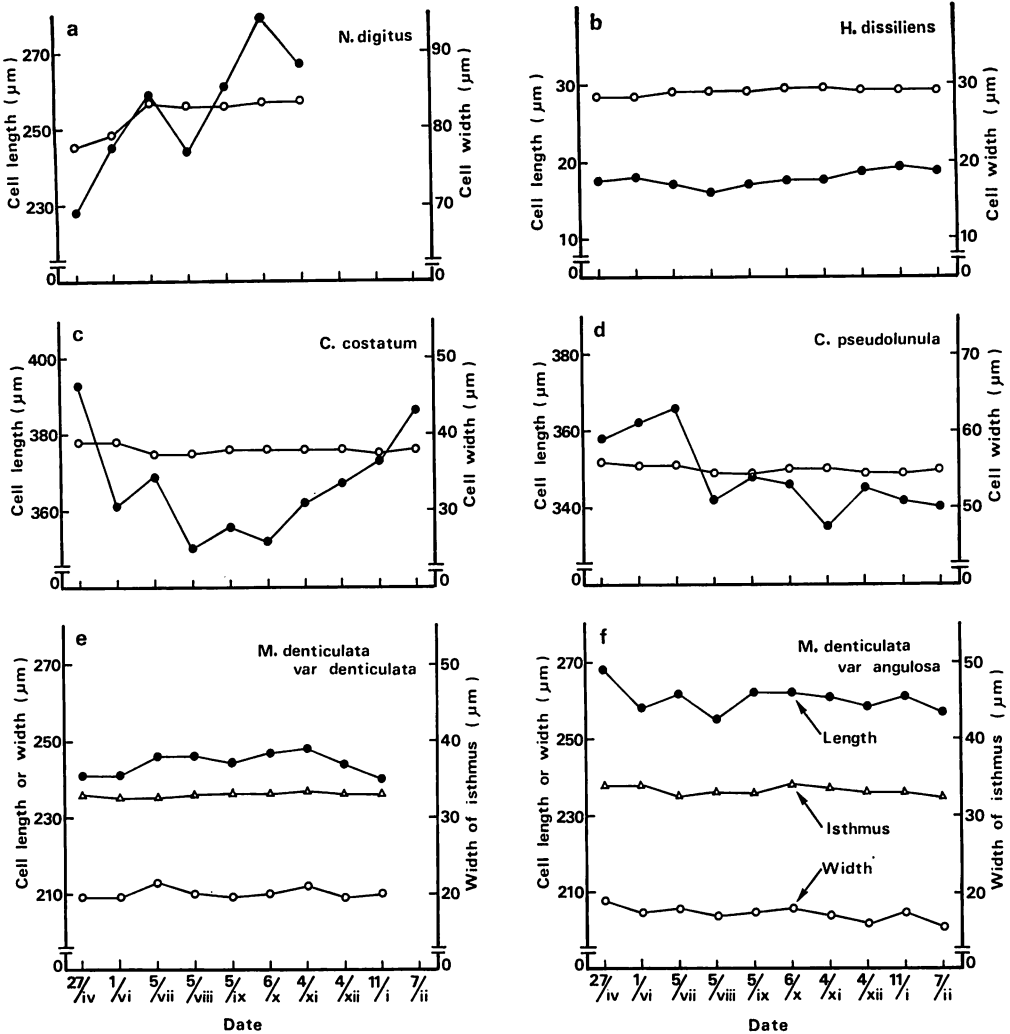 a
N. digitus
270
250
230
0
Cell length (µm)
90
80
70
0
Cell width (µm)
b
H. dissiliens
30
20
10
0
Cell length (µm)
30
20
10
0
Cell width (µm)
c
C. costatum
400
380
360
0
Cell length (µm)
50
40
30
0
Cell width (µm)
d
C. pseudolunula
380
360
340
0
Cell length (µm)
70
60
50
0
Cell width (µm)
e
M. denticulata
var denticulata
270
250
230
210
0
Cell length or width (µm)
50
40
30
20
0
Width of isthmus (µm)
27/iv 1/vi 5/vii 5/viii 5/ix 6/x 4/xi 4/xii 11/i 7/ii
Date
f
M. denticulata
var angulosa
Length
Isthmus
Width
270
250
230
210
0
Cell length or width (µm)
50
40
30
20
0
Width of isthmus (µm)
27/iv 1/vi 5/vii 5/viii 5/ix 6/x 4/xi 4/xii 11/i 7/ii
Date